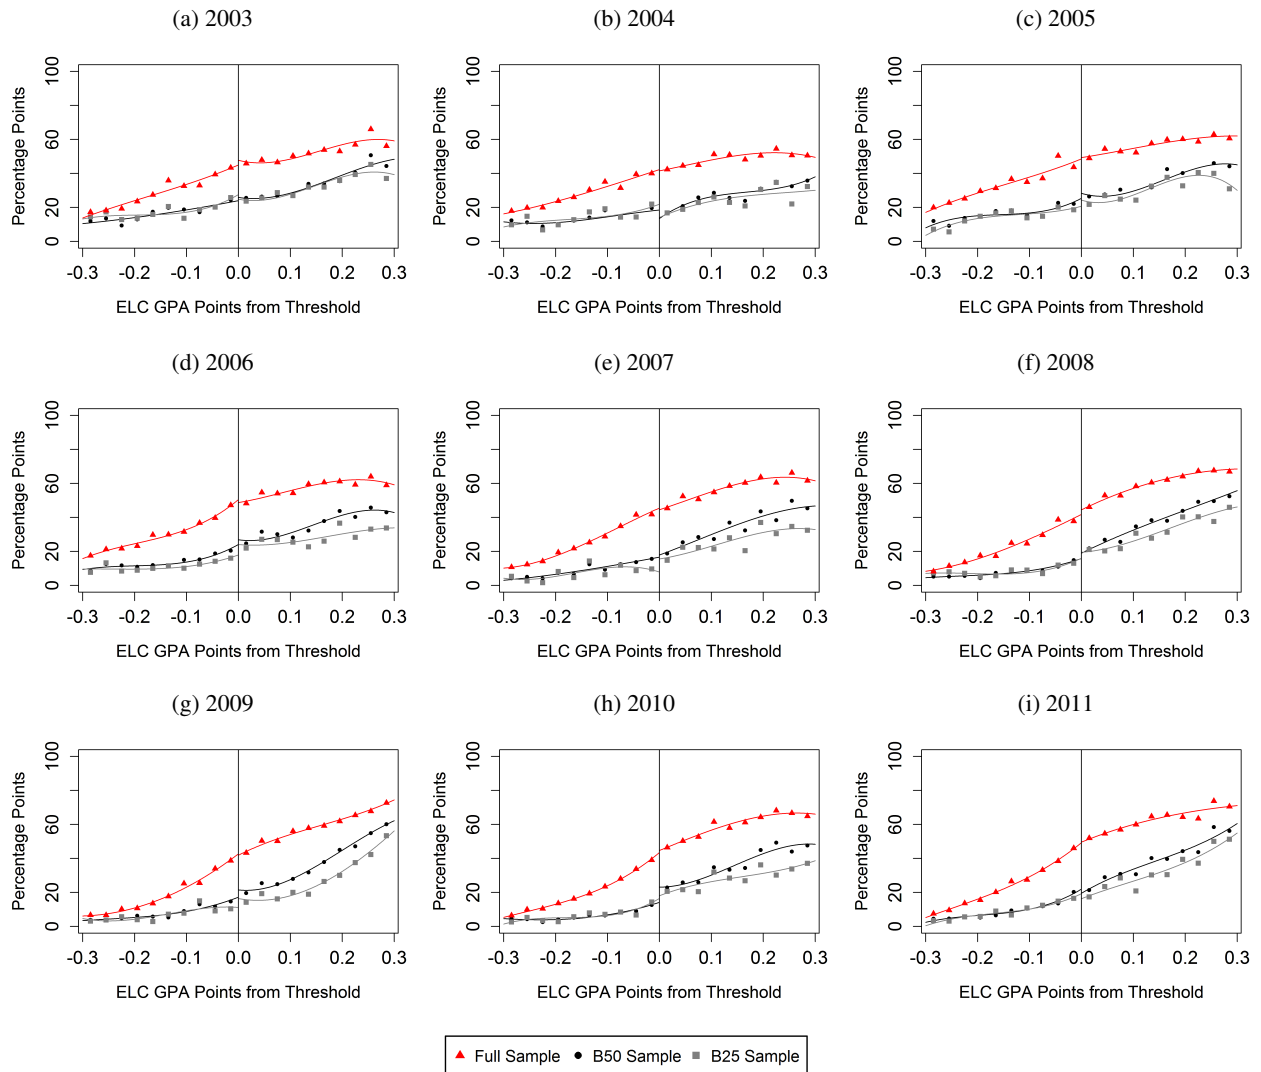 (a) 2003
(b) 2004
(c) 2005
Percentage Points
0 20 60 100
-0.3 -0.2 -0.1 0.0 0.1 0.2 0.3
ELC GPA Points from Threshold
Percentage Points
0 20 60 100
-0.3 -0.2 -0.1 0.0 0.1 0.2 0.3
ELC GPA Points from Threshold
Percentage Points
0 20 60 100
-0.3 -0.2 -0.1 0.0 0.1 0.2 0.3
ELC GPA Points from Threshold
(d) 2006
(e) 2007
(f) 2008
Percentage Points
0 20 60 100
-0.3 -0.2 -0.1 0.0 0.1 0.2 0.3
ELC GPA Points from Threshold
Percentage Points
0 20 60 100
-0.3 -0.2 -0.1 0.0 0.1 0.2 0.3
ELC GPA Points from Threshold
Percentage Points
0 20 60 100
-0.3 -0.2 -0.1 0.0 0.1 0.2 0.3
ELC GPA Points from Threshold
(g) 2009
(h) 2010
(i) 2011
Percentage Points
0 20 60 100
-0.3 -0.2 -0.1 0.0 0.1 0.2 0.3
ELC GPA Points from Threshold
Percentage Points
0 20 60 100
-0.3 -0.2 -0.1 0.0 0.1 0.2 0.3
ELC GPA Points from Threshold
Percentage Points
0 20 60 100
-0.3 -0.2 -0.1 0.0 0.1 0.2 0.3
ELC GPA Points from Threshold
Full Sample B50 Sample B25 Sample